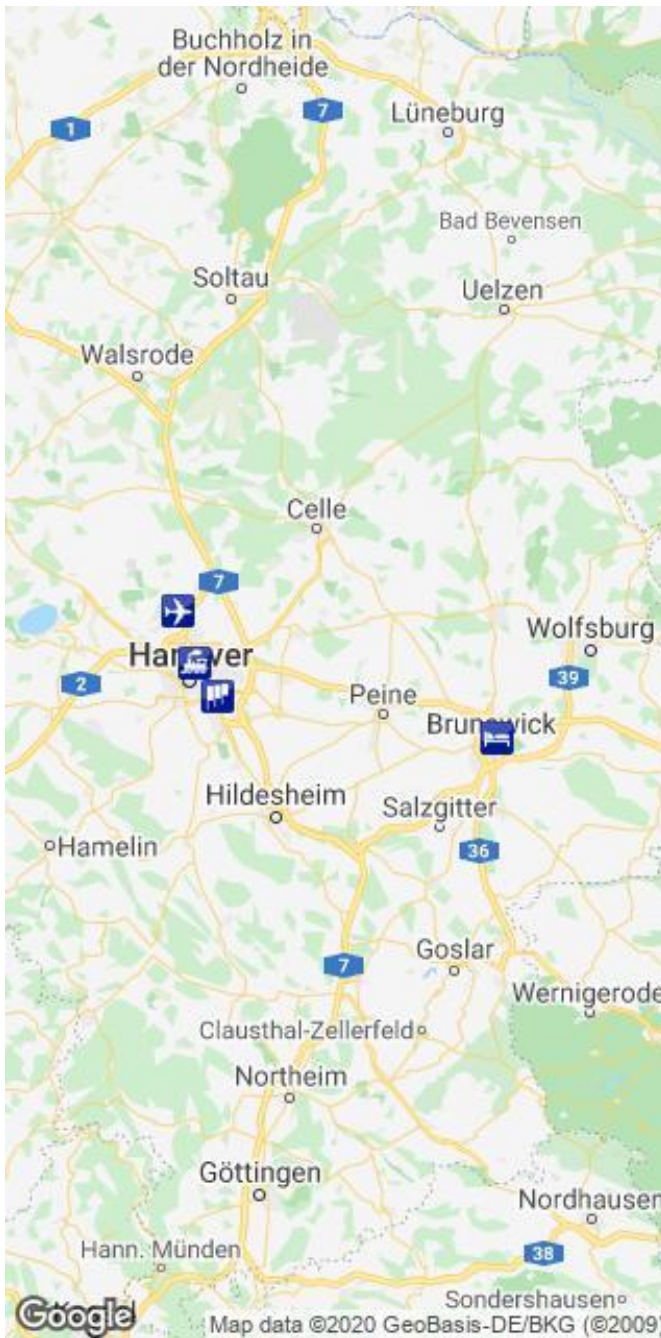 Buchholz in
der Nordheide
7
1
Lüneburg
Bad Bevensen
Soltau
Uelzen
Walsrode
Celle
7
Wolfsburg
2
39
Peine
Hildesheim
Salzgitter
Hamelin
36
Goslar
7
Wernigerode
Clausthal-Zellerfeld
Northeim
Göttingen
Nordhausen
Hann. Münden
38
Sondershausen
Google
Map data ©2020 GeoBasis-DE/BKG (©2009